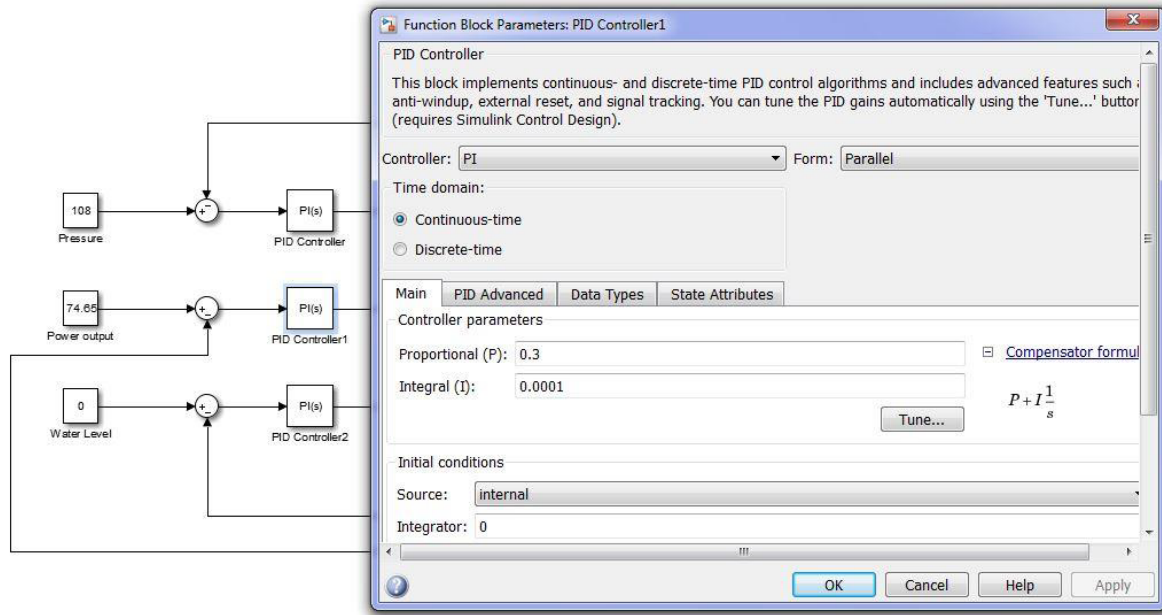 Function Block Parameters: PID Controller1
PID Controller
This block implements continuous- and discrete-time PID control algorithms and includes advanced features such
anti-windup, external reset, and signal tracking. You can tune the PID gains automatically using the 'Tune...' button
(requires Simulink Control Design).
Controller: PI Form: Parallel
Time domain:
Continuous-time
Discrete-time
Main PID Advanced Data Types State Attributes
Controller parameters
Proportional (P): 0.3 Compensator formul
Integral (I): 0.0001
P + I 1/s
Tune...
Initial conditions
Source: internal
Integrator: 0
OK Cancel Help Apply
108 PI(s)
Pressure PID Controller
74.65 PI(s)
Power output PID Controller1
0 PI(s)
Water Level PID Controller2